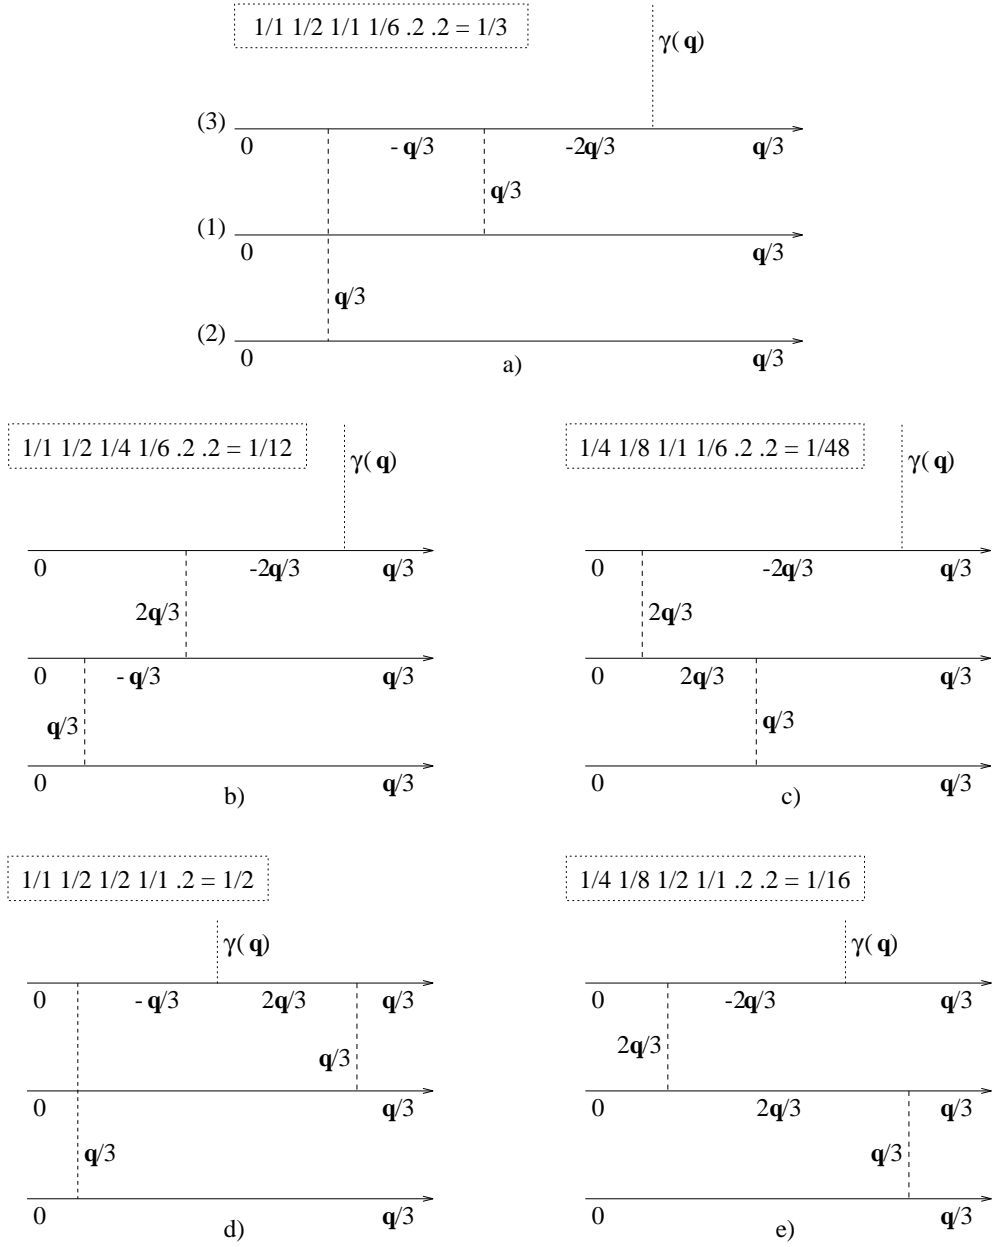 1/1 1/2 1/1 1/6 .2 .2 = 1/3
γ(q)
(3)
0 -q/3 -2q/3 q/3
q/3
(1)
0 q/3
q/3
(2)
0 q/3
a)
1/1 1/2 1/4 1/6 .2 .2 = 1/12
γ(q)
0 -2q/3 q/3
2q/3
0 -q/3 q/3
q/3
0 q/3
b)
1/4 1/8 1/1 1/6 .2 .2 = 1/48
γ(q)
0 -2q/3 q/3
2q/3
0 2q/3 q/3
q/3
0 q/3
c)
1/1 1/2 1/2 1/1 .2 = 1/2
γ(q)
0 -q/3 2q/3 q/3
q/3
0 q/3
q/3
0 q/3
d)
1/4 1/8 1/2 1/1 .2 .2 = 1/16
γ(q)
0 -2q/3 q/3
2q/3
0 2q/3 q/3
q/3
0 q/3
e)